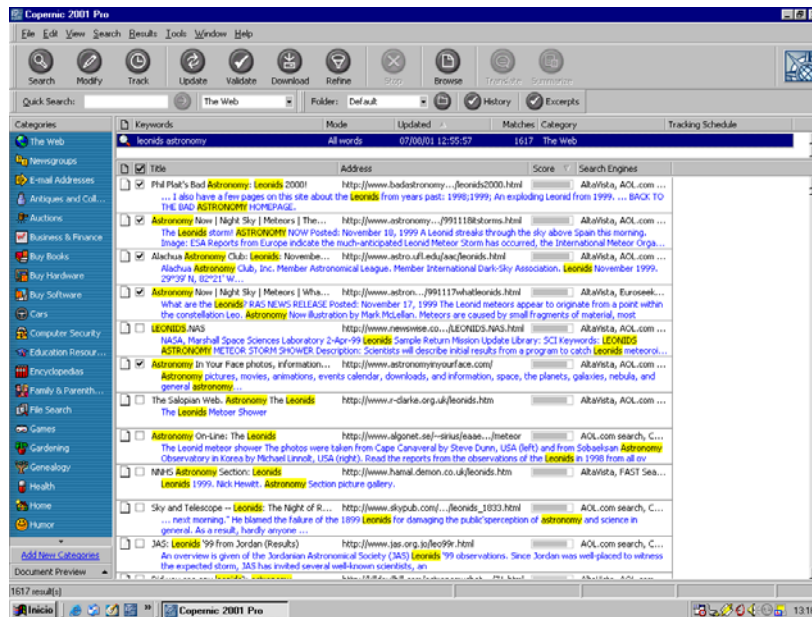 Copernic 2001 Pro
File Edit View Search Results Tools Window Help
Search Modify Track Update Validate Download Refine Stop Browse Translate Summarize
Quick Search: The Web Folder: Default History Excerpts
Categories
The Web
Newsgroups
E-mail Addresses
Antiques and Coll...
Auctions
Business & Finance
Buy Books
Buy Hardware
Buy Software
Cars
Computer Security
Education Resour...
Encyclopedias
Family & Parenth...
File Search
Games
Gardening
Genealogy
Health
Home
Humor
Add New Categories
Document Preview
Keywords Mode Updated Matches Category Tracking Schedule
leonids astronomy All words 07/08/01 12:55:57 1617 The Web
Title Address Score Search Engines
Phil Plait's Bad Astronomy: Leonids 2000! http://www.badastronomy.../leonids2000.html AltaVista, AOL.com ...
... I also have a few pages on this site about the Leonids from years past: 1998;1999; An exploding Leonid from 1999. ... BACK TO
THE BAD ASTRONOMY HOMEPAGE.
Astronomy Now | Night Sky | Meteors | The... http://www.astronomy.../991118storms.html AltaVista, AOL.com ...
The Leonids storm! ASTRONOMY NOW Posted: November 18, 1999 A Leonid streaks through the sky above Spain this morning.
Image: ESA Reports from Europe indicate the much-anticipated Leonid Meteor Storm has occurred, the International Meteor Orga...
Alachua Astronomy Club: Leonids: Novembe... http://www.astro.ufl.edu/aac/leonids.html AltaVista, AOL.com ...
Alachua Astronomy Club, Inc. Member Astronomical League. Member International Dark-Sky Association. Leonids November 1999.
29°N, 82°21' W...
Astronomy Now | Night Sky | Meteors | Wha... http://www.astron.../991117whatleonids.html AltaVista, Euroseek...
What are the Leonids? RAS NEWS RELEASE Posted: November 17, 1999 The Leonid meteors appear to originate from a point within
the constellation Leo. Astronomy Now illustration by Mark McLellan. Meteors are caused by small fragments of material, most
LEONIDS.NAS http://www.newswise.co.../LEONIDS.NAS.html AltaVista, AOL.com ...
NASA, Marshall Space Sciences Laboratory 2-Apr-99 Leonids Sample Return Mission Update Library: SCI Keywords: LEONIDS
ASTRONOMY METEOR STORM SHOWER Description: Scientists will describe initial results from a program to catch Leonids meteoroi...
Astronomy In Your Face photos, information... http://www.astronomyinyourface.com/ AltaVista, AOL.com ...
Astronomy pictures, movies, animations, events calendar, downloads, and information, space, the planets, galaxies, nebula, and
general astronomy...
The Salopian Web. Astronomy The Leonids http://www.r-clarke.org.uk/leonids.htm AltaVista, AOL.com ...
The Leonids Meteor Shower
Astronomy On-Line: The Leonids http://www.algonet.se/~sirius/eaae.../meteor AOL.com search, C...
The Leonid meteor shower The photos were taken from Cape Canaveral by Steve Dunn, USA (left) and from Sobaeksan Astronomy
Observatory in Korea by Michael Linnolt, USA (right). Read the reports from the observations of the Leonids in 1998 from all ov
NNHS Astronomy Section: Leonids http://www.hamal.demon.co.uk/leonids.htm AltaVista, FAST Sea...
Leonids 1999. Nick Hewitt. Astronomy Section picture gallery.
Sky and Telescope -- Leonids: The Night of R... http://www.skypub.com/.../leonids_1833.html AOL.com search, C...
... next morning." He blamed the failure of the 1899 Leonids for damaging the public'sperception of astronomy and science in
general. As a result, hardly anyone ...
JAS: Leonids '99 from Jordan (Results) http://www.jas.org.jo/leo99r.html AOL.com search, C...
An overview is given of the Jordanian Astronomical Society (JAS) Leonids '99 observations. Since Jordan was well-placed to witness
the expected storm, JAS has invited several well-known scientists, an
1617 result(s)
Inicio Copernic 2001 Pro 13:10